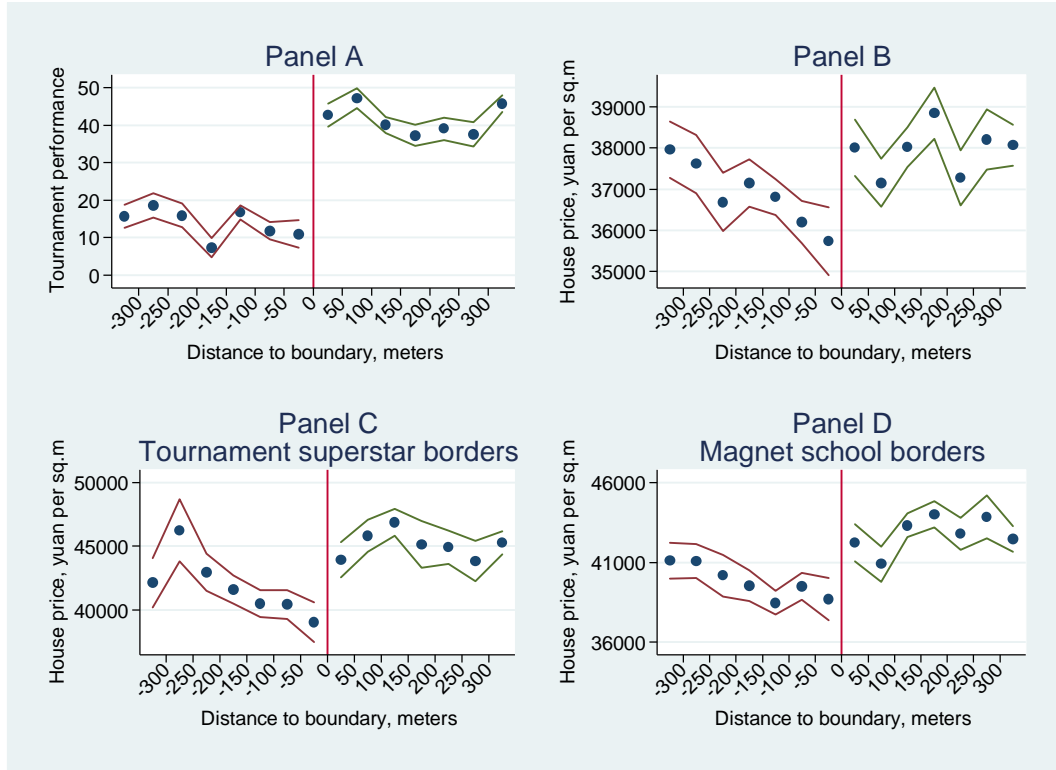 Panel A
Tournament performance
50
40
30
20
10
0
-300 -250 -200 -150 -100 -50 0 50 100 150 200 250 300
Distance to boundary, meters
Panel B
House price, yuan per sq.m
39000
38000
37000
36000
35000
-300 -250 -200 -150 -100 -50 0 50 100 150 200 250 300
Distance to boundary, meters
Panel C
Tournament superstar borders
House price, yuan per sq.m
50000
45000
40000
-300 -250 -200 -150 -100 -50 0 50 100 150 200 250 300
Distance to boundary, meters
Panel D
Magnet school borders
House price, yuan per sq.m
46000
41000
36000
-300 -250 -200 -150 -100 -50 0 50 100 150 200 250 300
Distance to boundary, meters